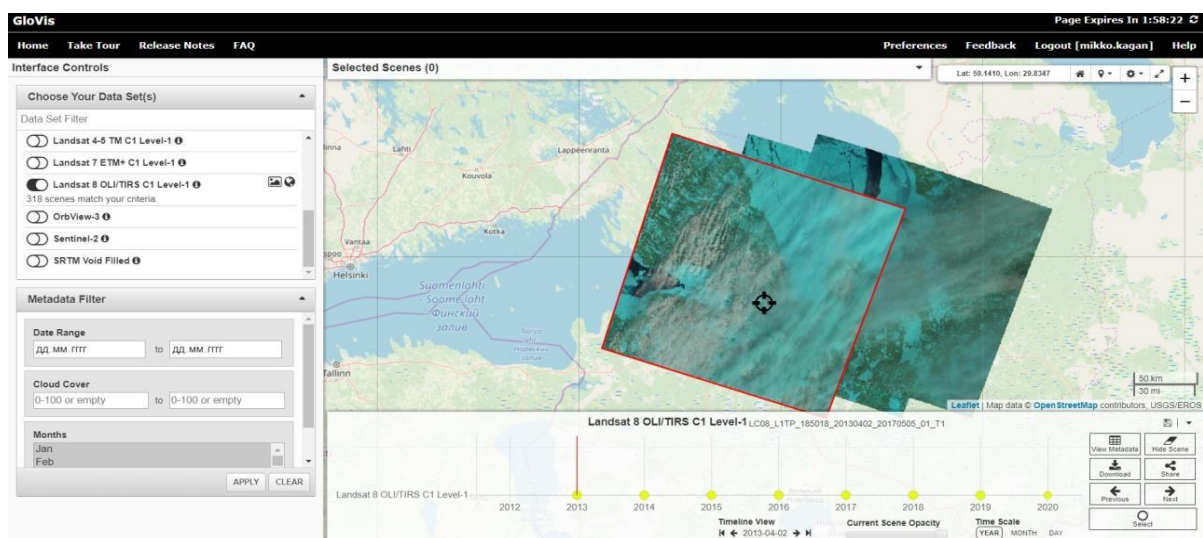 GloVis
Page Expires In 1:58:22
Home Take Tour Release Notes FAQ
Preferences Feedback Logout [mikko.kagan] Help
Interface Controls
Selected Scenes (0)
Lat: 59.1410, Lon: 29.8347
+
−
Choose Your Data Set(s)
Data Set Filter
Landsat 4-5 TM C1 Level-1
Landsat 7 ETM+ C1 Level-1
Landsat 8 OLI/TIRS C1 Level-1
318 scenes match your criteria.
OrbView-3
Sentinel-2
SRTM Void Filled
Metadata Filter
Date Range
дд.мм.гггг to дд.мм.гггг
Cloud Cover
0-100 or empty to 0-100 or empty
Months
Jan
Feb
APPLY CLEAR
Lahti
Lappeenranta
Kouvola
Kotka
Vantaa
Helsinki
Suomenlahti
- Soome laht
- Финский
залив
Narva
laht
Tallinn
50 km
30 mi
Leaflet | Map data © OpenStreetMap contributors, USGS/EROS
Landsat 8 OLI/TIRS C1 Level-1 LC08_L1TP_185018_20130402_20170505_01_T1
View Metadata Hide Scene
Download Share
Previous Next
Select
Landsat 8 OLI/TIRS C1 Level-1
2012 2013 2014 2015 2016 2017 2018 2019 2020
Timeline View Current Scene Opacity Time Scale
2013-04-02 YEAR MONTH DAY